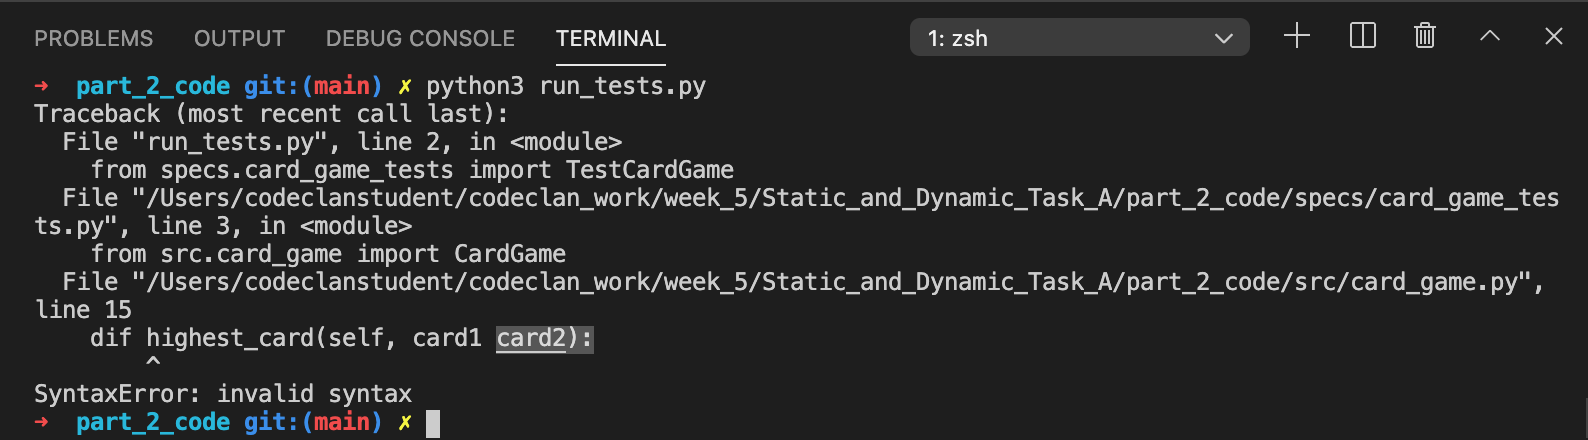 PROBLEMS OUTPUT DEBUG CONSOLE TERMINAL 1: zsh
➜ part_2_code git:(main) ✗ python3 run_tests.py
Traceback (most recent call last):
  File "run_tests.py", line 2, in <module>
    from specs.card_game_tests import TestCardGame
  File "/Users/codeclanstudent/codeclan_work/week_5/Static_and_Dynamic_Task_A/part_2_code/specs/card_game_tes
ts.py", line 3, in <module>
    from src.card_game import CardGame
  File "/Users/codeclanstudent/codeclan_work/week_5/Static_and_Dynamic_Task_A/part_2_code/src/card_game.py",
line 15
    dif highest_card(self, card1 card2):
        ^
SyntaxError: invalid syntax
➜ part_2_code git:(main) ✗